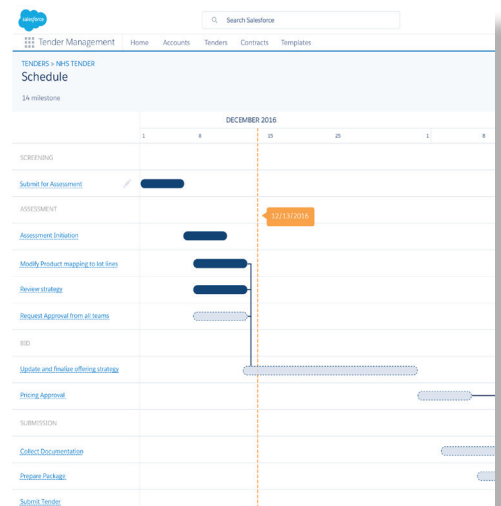 salesforce
Search Salesforce
Tender Management Home Accounts Tenders Contracts Templates
TENDERS > NHS TENDER
Schedule
14 milestone
DECEMBER 2016
1 8 15 25 1 8
SCREENING
Submit for Assessment
ASSESSMENT
12/13/2016
Assessment Initiation
Modify Product mapping to lot lines
Review strategy
Request Approval from all teams
BID
Update and finalize offering strategy
Pricing Approval
SUBMISSION
Collect Documentation
Prepare Package
Submit Tender